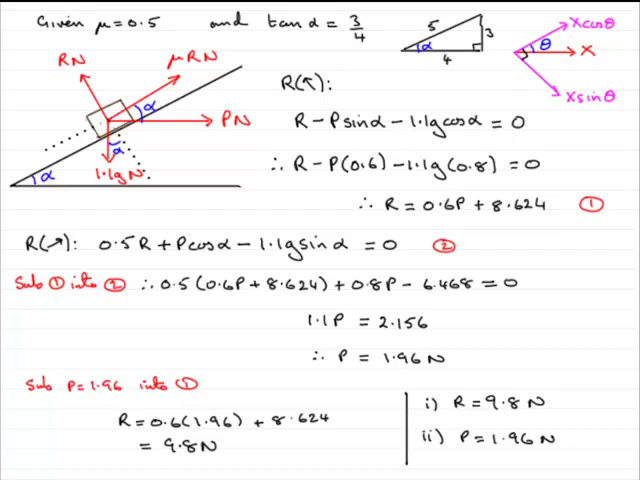 Given μ = 0.5 and tan α = 3/4
5 3 4 α
X cos θ
θ X
X sin θ
RN μRN
α PN
α α
1.1g N
R(↖):
R - P sin α - 1.1g cos α = 0
∴ R - P(0.6) - 1.1g(0.8) = 0
∴ R = 0.6P + 8.624 ①
R(↗): 0.5R + P cos α - 1.1g sin α = 0 ②
Sub ① into ② ∴ 0.5(0.6P + 8.624) + 0.8P - 6.468 = 0
1.1P = 2.156
∴ P = 1.96 N
Sub P = 1.96 into ①
R = 0.6(1.96) + 8.624
= 9.8 N
i) R = 9.8 N
ii) P = 1.96 N